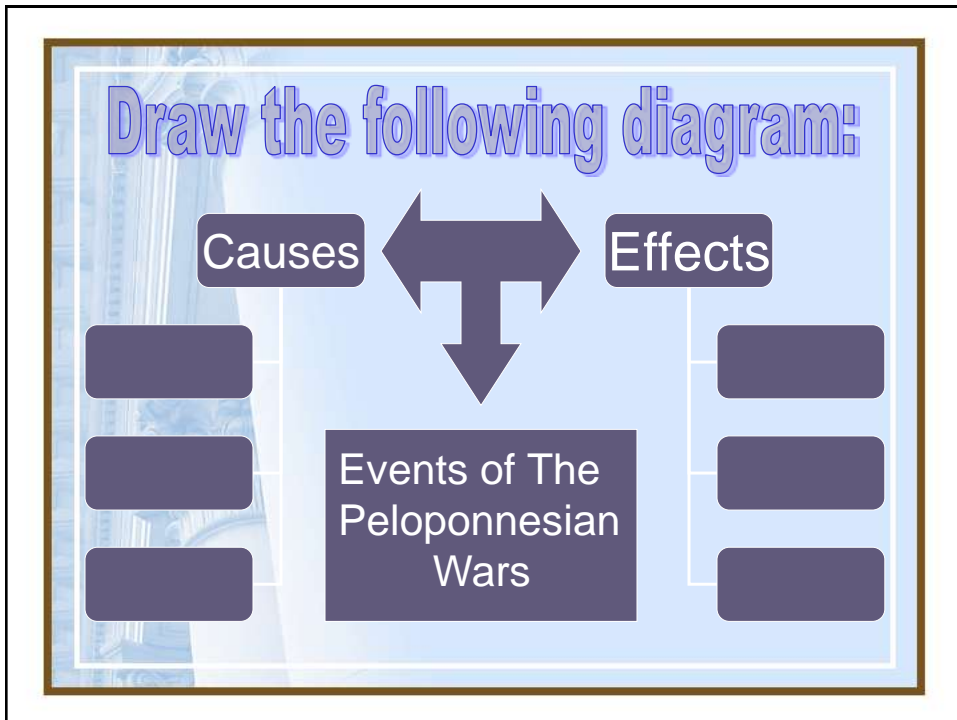 Draw the following diagram:
Causes
Effects
Events of The
Peloponnesian
Wars